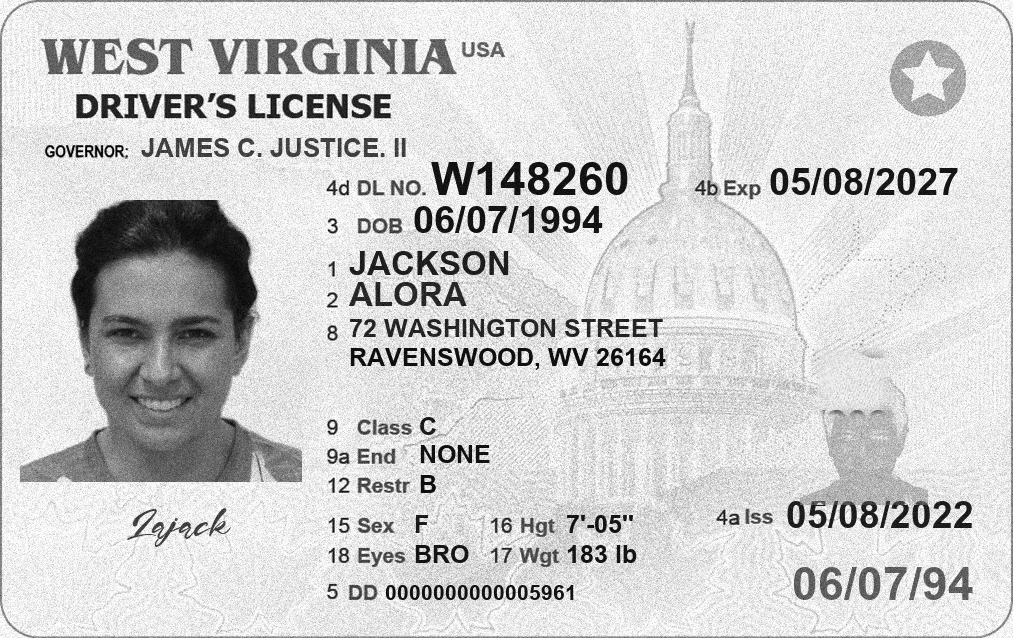 WEST VIRGINIA USA
DRIVER'S LICENSE
GOVERNOR: JAMES C. JUSTICE. II
4d DL NO. W148260 4b Exp 05/08/2027
3 DOB 06/07/1994
1 JACKSON
2 ALORA
8 72 WASHINGTON STREET
RAVENSWOOD, WV 26164
9 Class C
9a End NONE
12 Restr B
15 Sex F 16 Hgt 7'-05" 4a Iss 05/08/2022
18 Eyes BRO 17 Wgt 183 lb
5 DD 0000000000005961
06/07/94
Lajack